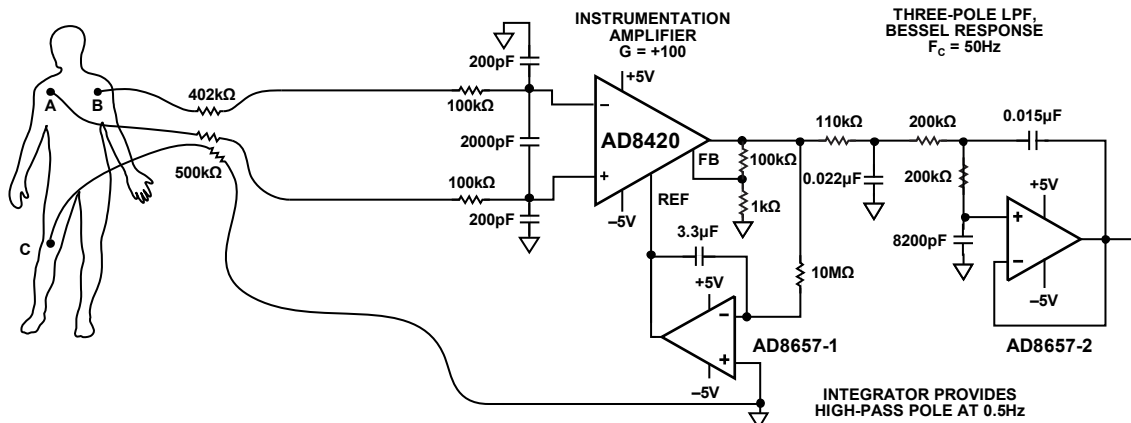 INSTRUMENTATION
AMPLIFIER
G = +100
THREE-POLE LPF,
BESSEL RESPONSE
F_C = 50Hz
200pF
+5V
A
B
402kΩ
100kΩ
–
AD8420
110kΩ
200kΩ
0.015µF
2000pF
FB
100kΩ
500kΩ
0.022µF
200kΩ
+5V
100kΩ
+
REF
1kΩ
200pF
–5V
+
C
3.3µF
8200pF
–
+5V
10MΩ
–5V
–
AD8657-1
AD8657-2
+
–5V
INTEGRATOR PROVIDES
HIGH-PASS POLE AT 0.5Hz